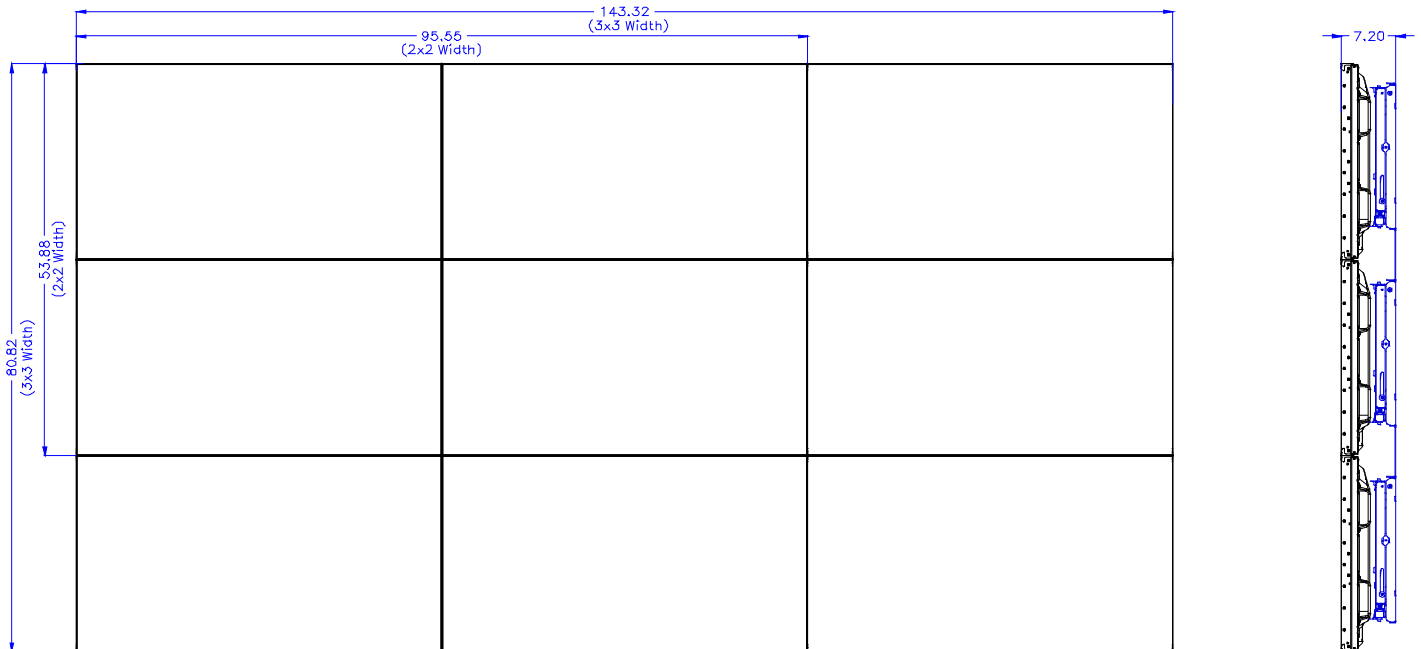 143.32
(3x3 Width)
95.55
(2x2 Width)
7.20
53.88
(2x2 Width)
80.82
(3x3 Width)